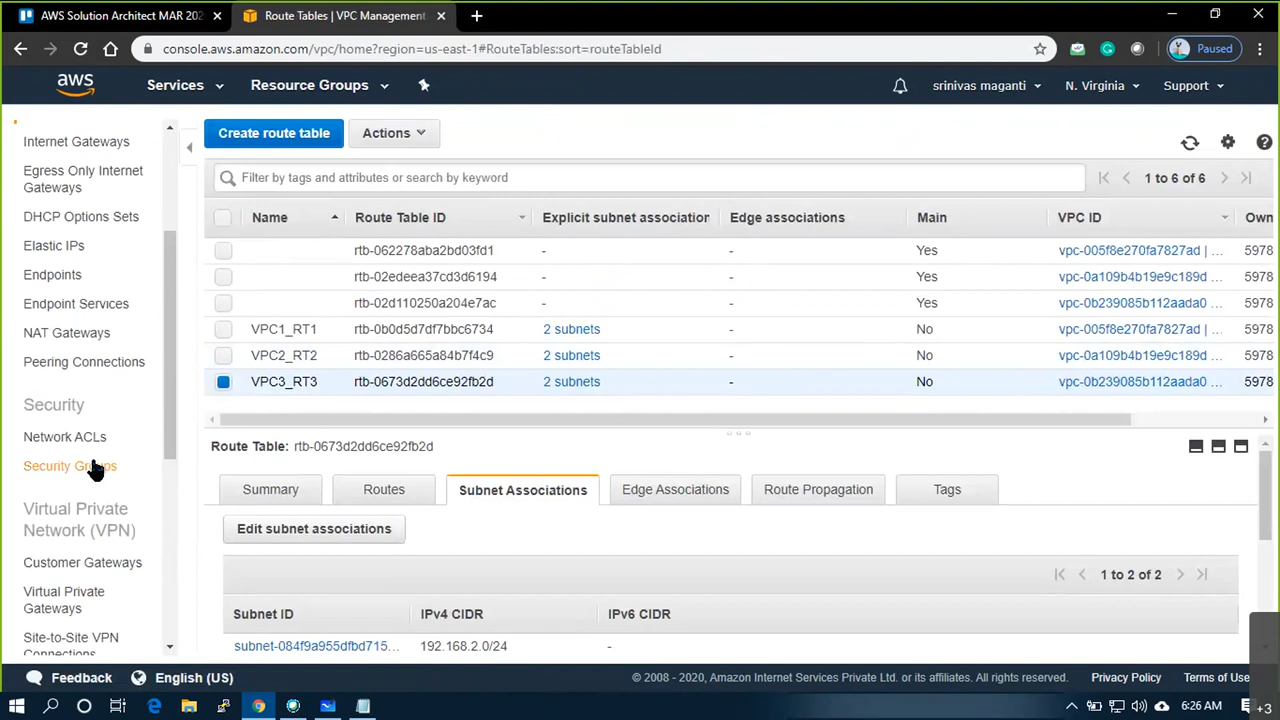 AWS Solution Architect MAR 202
Route Tables | VPC Management
console.aws.amazon.com/vpc/home?region=us-east-1#RouteTables:sort=routeTableId
Paused
aws
Services
Resource Groups
srinivas maganti
N. Virginia
Support
Internet Gateways
Egress Only Internet
Gateways
DHCP Options Sets
Elastic IPs
Endpoints
Endpoint Services
NAT Gateways
Peering Connections
Security
Network ACLs
Security Groups
Virtual Private
Network (VPN)
Customer Gateways
Virtual Private
Gateways
Site-to-Site VPN
Connections
Create route table
Actions
Filter by tags and attributes or search by keyword
1 to 6 of 6
Name Route Table ID Explicit subnet association Edge associations Main VPC ID Own
rtb-062278aba2bd03fd1 - - Yes vpc-005f8e270fa7827ad | ... 5978
rtb-02edeea37cd3d6194 - - Yes vpc-0a109b4b19e9c189d ... 5978
rtb-02d110250a204e7ac - - Yes vpc-0b239085b112aada0 ... 5978
VPC1_RT1 rtb-0b0d5d7df7bbc6734 2 subnets - No vpc-005f8e270fa7827ad | ... 5978
VPC2_RT2 rtb-0286a665a84b7f4c9 2 subnets - No vpc-0a109b4b19e9c189d ... 5978
VPC3_RT3 rtb-0673d2dd6ce92fb2d 2 subnets - No vpc-0b239085b112aada0 ... 5978
Route Table: rtb-0673d2dd6ce92fb2d
Summary
Routes
Subnet Associations
Edge Associations
Route Propagation
Tags
Edit subnet associations
1 to 2 of 2
Subnet ID IPv4 CIDR IPv6 CIDR
subnet-084f9a955dfbd715... 192.168.2.0/24 -
Feedback
English (US)
© 2008 - 2020, Amazon Internet Services Private Ltd. or its affiliates. All rights reserved.
Privacy Policy
Terms of Use
6:26 AM
+3